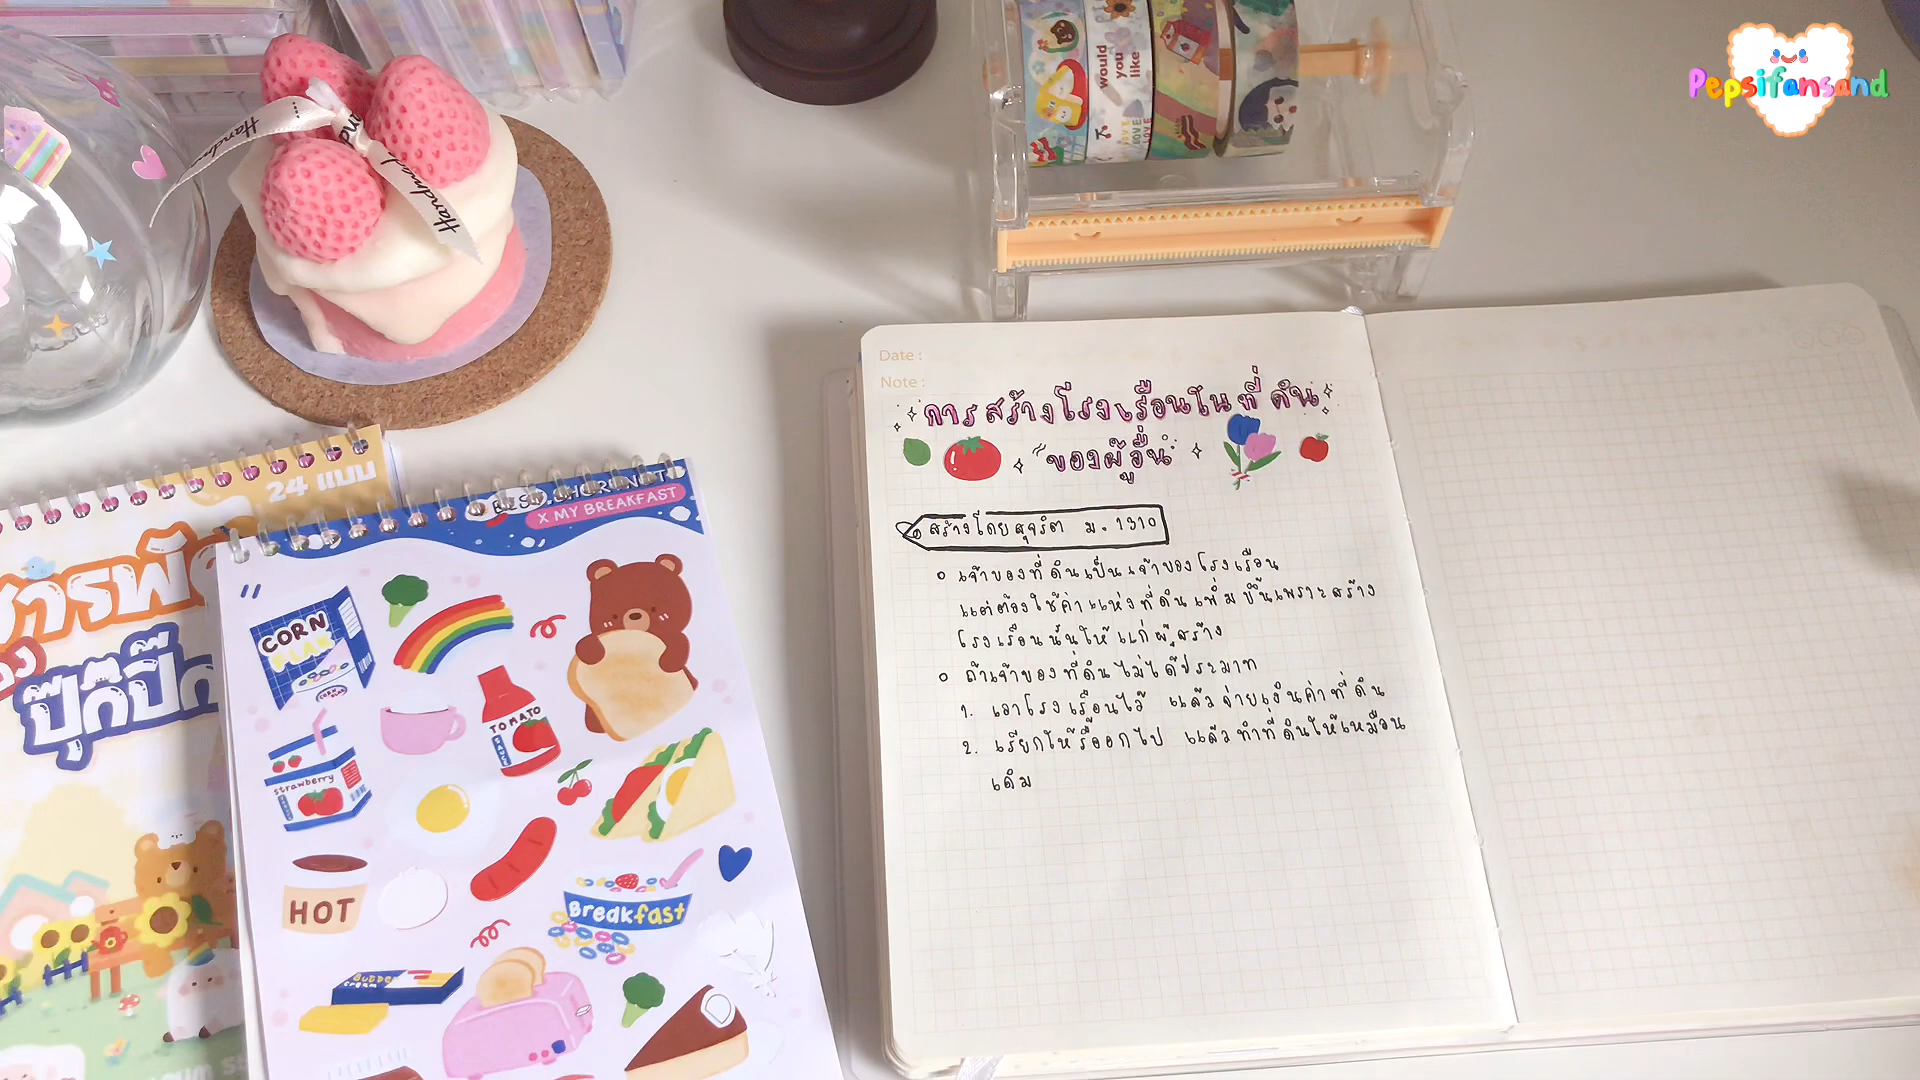 Pepsifansand
would
you
like
LOVE
LOVE
Handmade
Handm
24 แบบ
ปุ๊กปิ๊ก
X MY BREAKFAST
CORN
strawberry
TOMATO
HOT
Breakfast
Date :
Note :
การสร้างโรงเรือนในที่ดิน
ของผู้อื่น
สร้างโดยสุจริต ม. 1310
เจ้าของที่ดินเป็นเจ้าของโรงเรือน
แต่ต้องใช้ค่าแห่งที่ดินเพิ่มขึ้นเพราะสร้าง
โรงเรือนนั้นให้แก่ผู้สร้าง
ถ้าเจ้าของที่ดินไม่ได้ประมาท
1. เอาโรงเรือนไว้ แล้วจ่ายเงินค่าที่ดิน
2. เรียกให้รื้อออกไป แล้วทำที่ดินให้เหมือน
เดิม